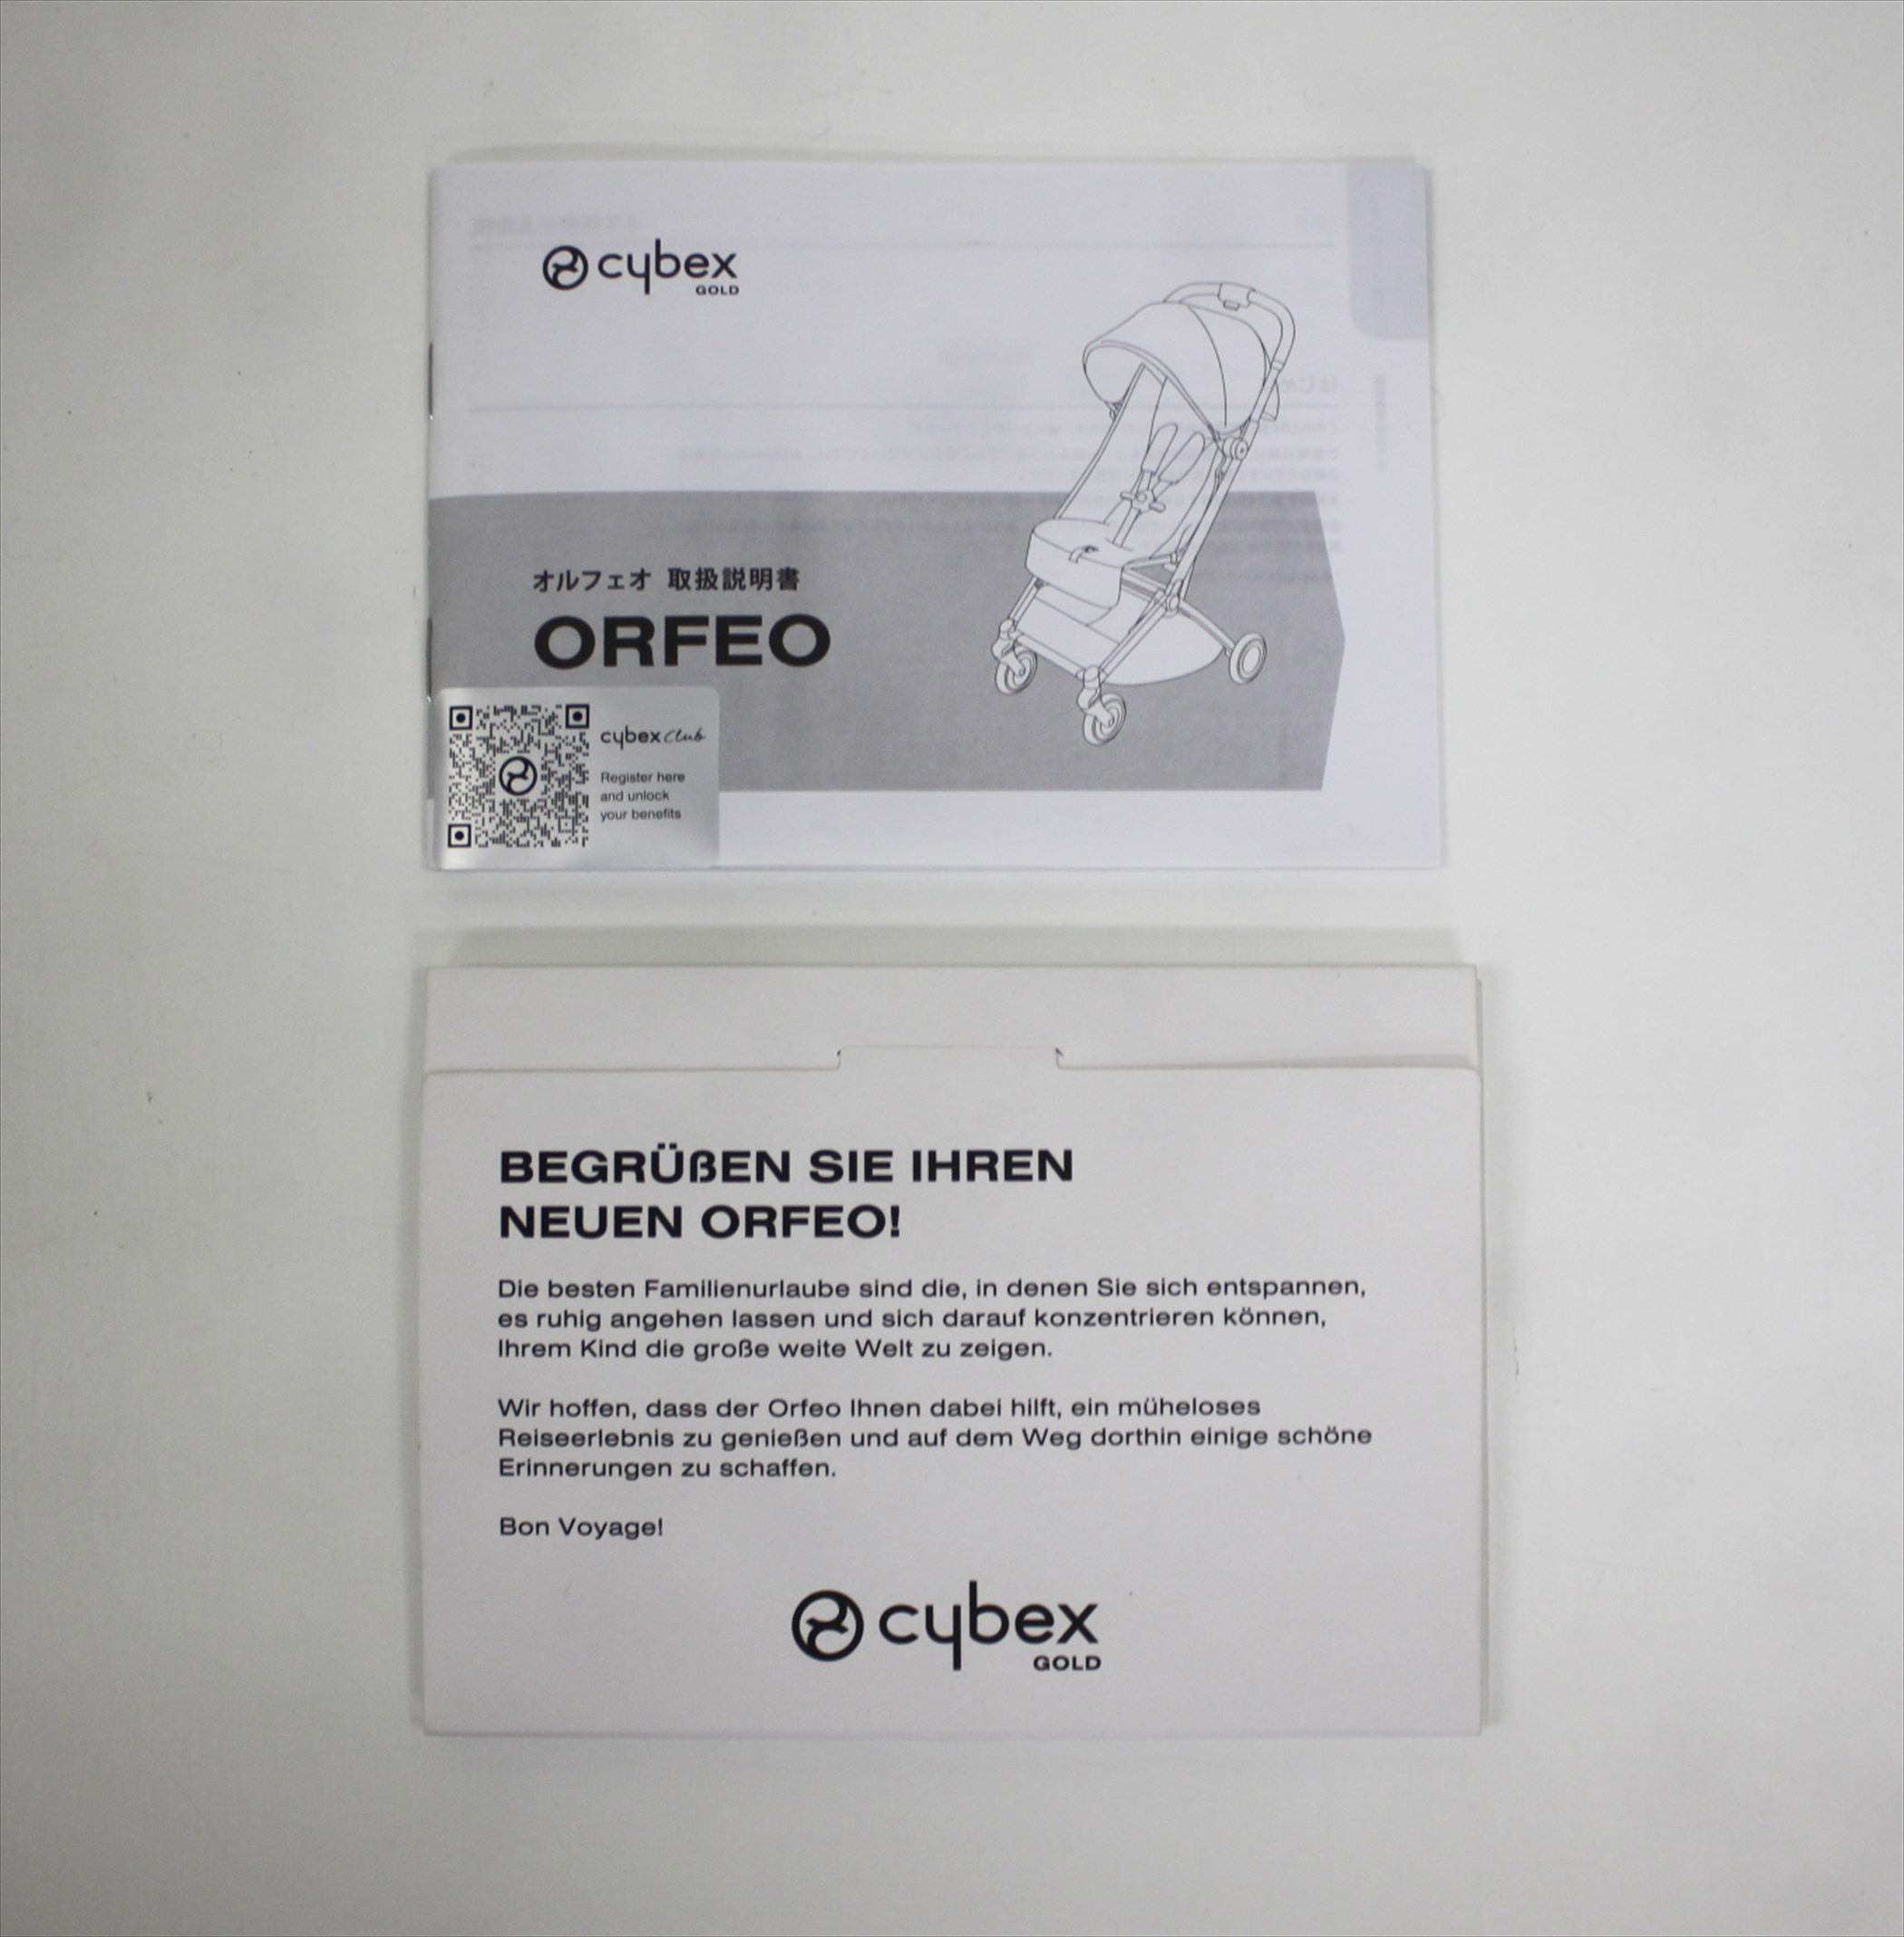 cybex
GOLD
オルフェオ 取扱説明書
ORFEO
cybex Club
Register here
and unlock
your benefits
BEGRÜßEN SIE IHREN
NEUEN ORFEO!
Die besten Familienurlaube sind die, in denen Sie sich entspannen,
es ruhig angehen lassen und sich darauf konzentrieren können,
Ihrem Kind die große weite Welt zu zeigen.
Wir hoffen, dass der Orfeo Ihnen dabei hilft, ein müheloses
Reiseerlebnis zu genießen und auf dem Weg dorthin einige schöne
Erinnerungen zu schaffen.
Bon Voyage!
cybex
GOLD